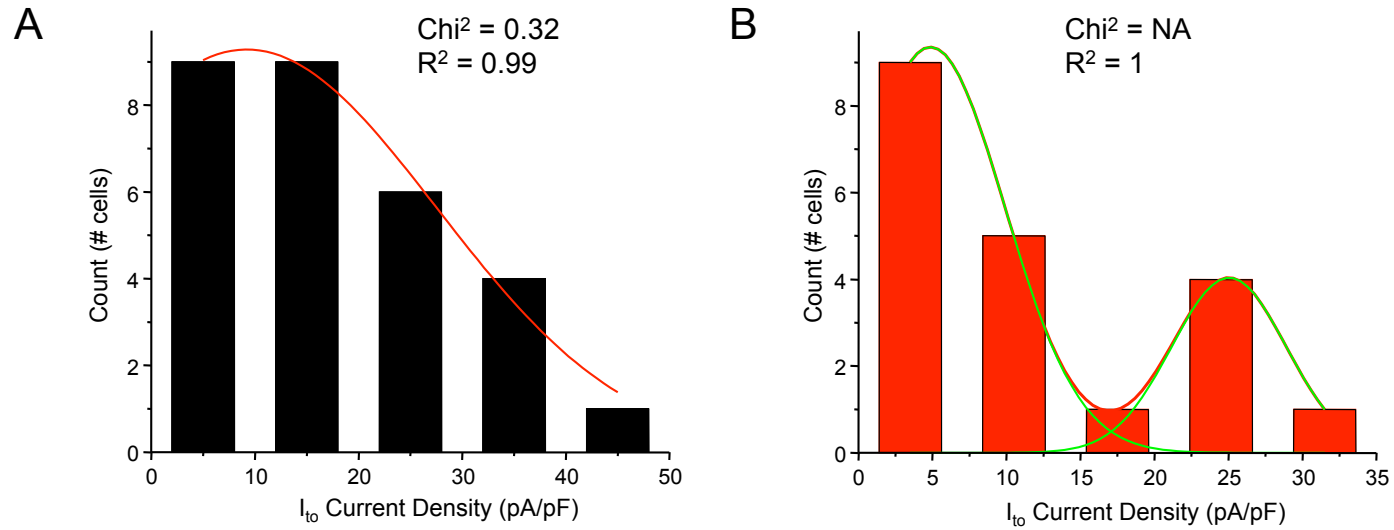 A
Chi² = 0.32
R² = 0.99
Count (# cells)
8
6
4
2
0
0 10 20 30 40 50
I_to Current Density (pA/pF)
B
Chi² = NA
R² = 1
Count (# cells)
8
6
4
2
0
0 5 10 15 20 25 30 35
I_to Current Density (pA/pF)